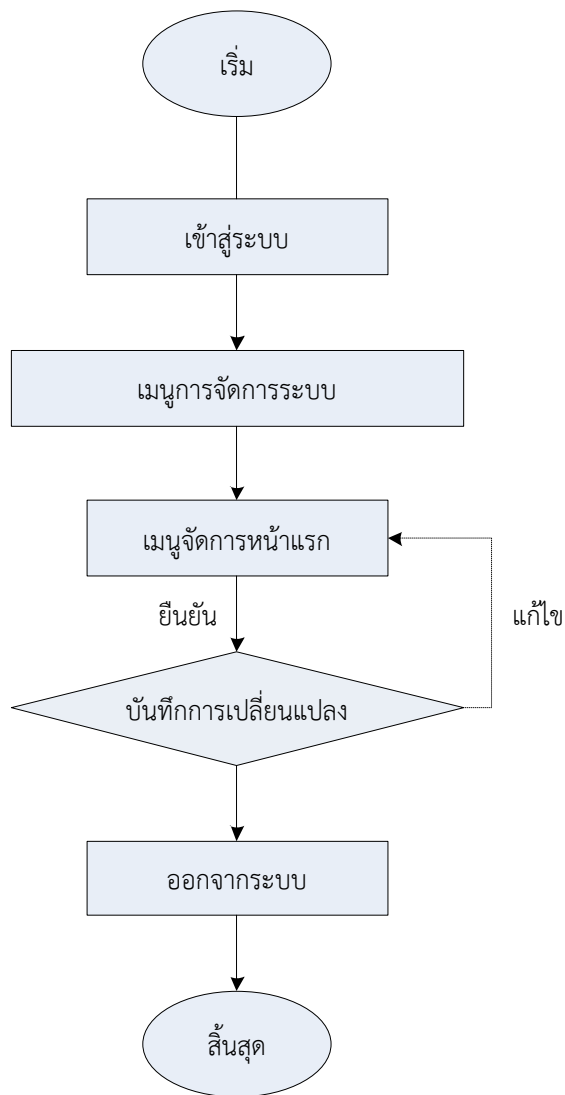 เริ่ม
เข้าสู่ระบบ
เมนูการจัดการระบบ
เมนูจัดการหน้าแรก
ยืนยัน
แก้ไข
บันทึกการเปลี่ยนแปลง
ออกจากระบบ
สิ้นสุด